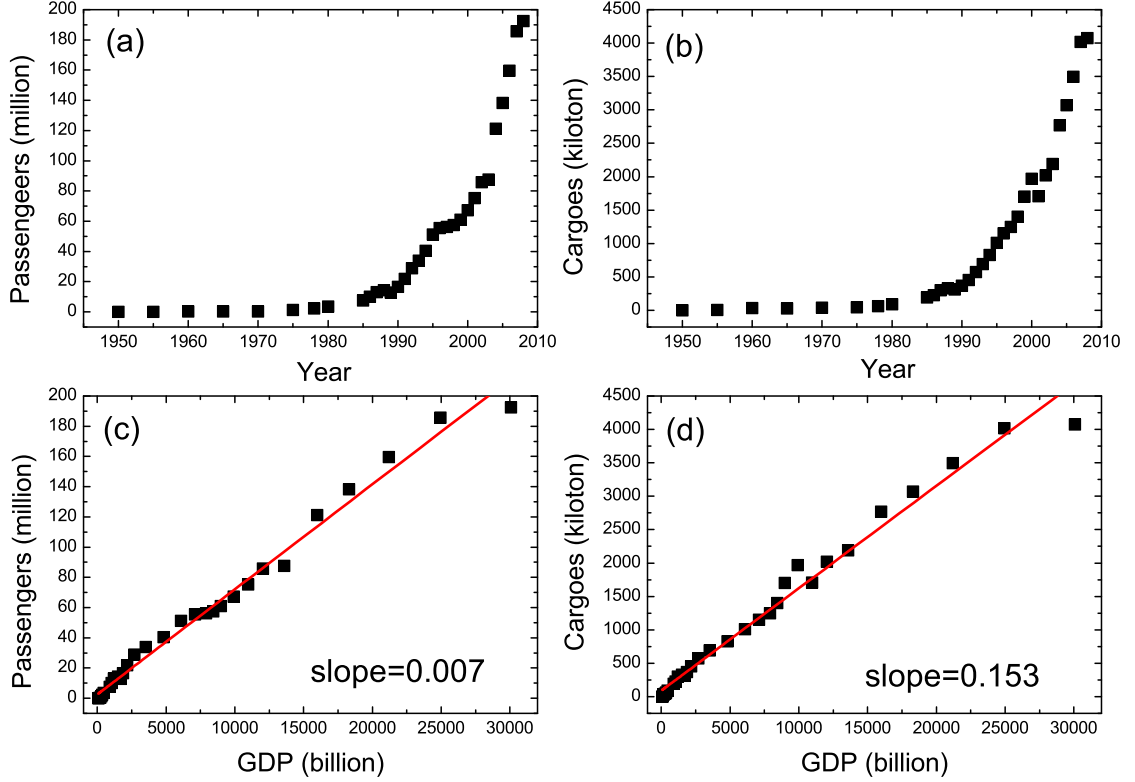 (a)
Passengeers (million)
200
180
160
140
120
100
80
60
40
20
0
1950 1960 1970 1980 1990 2000 2010
Year
(b)
Cargoes (kiloton)
4500
4000
3500
3000
2500
2000
1500
1000
500
0
1950 1960 1970 1980 1990 2000 2010
Year
(c)
Passengers (million)
200
180
160
140
120
100
80
60
40
20
0
slope=0.007
0 5000 10000 15000 20000 25000 30000
GDP (billion)
(d)
Cargoes (kiloton)
4500
4000
3500
3000
2500
2000
1500
1000
500
0
slope=0.153
0 5000 10000 15000 20000 25000 30000
GDP (billion)